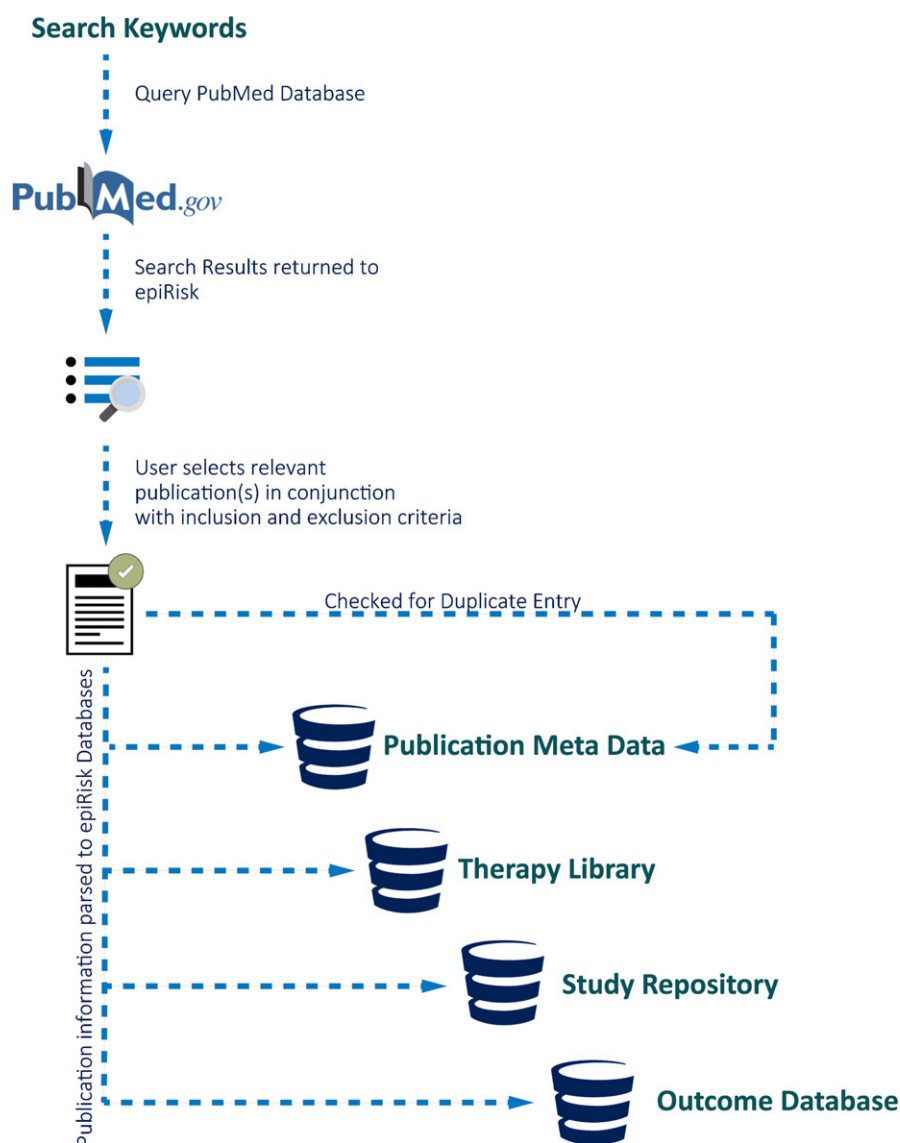 Search Keywords
Query PubMed Database
PubMed.gov
Search Results returned to
epiRisk
User selects relevant
publication(s) in conjunction
with inclusion and exclusion criteria
Checked for Duplicate Entry
Publication information parsed to epiRisk Databases
Publication Meta Data
Therapy Library
Study Repository
Outcome Database